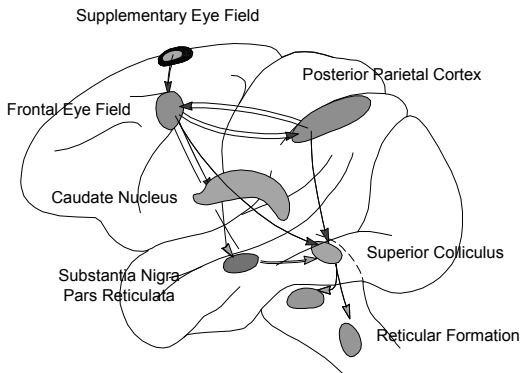 Supplementary Eye Field
Posterior Parietal Cortex
Frontal Eye Field
Caudate Nucleus
Superior Colliculus
Substantia Nigra
Pars Reticulata
Reticular Formation